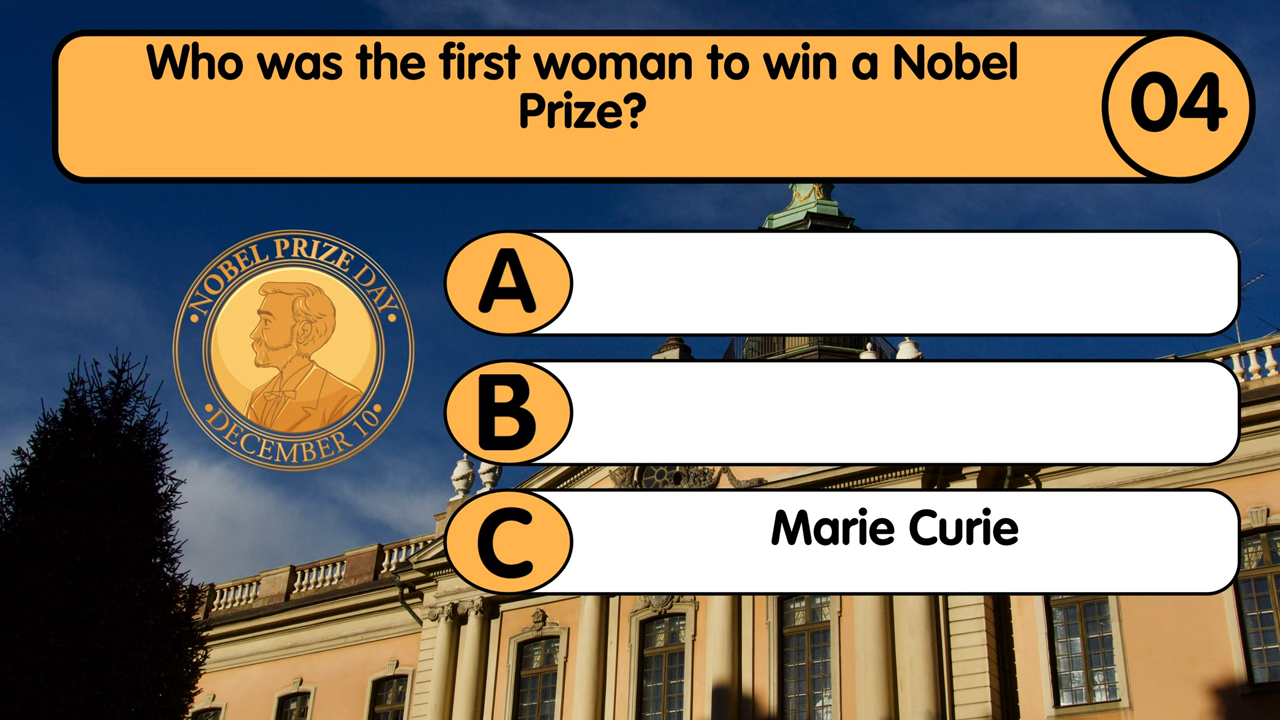 Who was the first woman to win a Nobel
Prize?
04
NOBEL PRIZE DAY
DECEMBER 10
A
B
C
Marie Curie